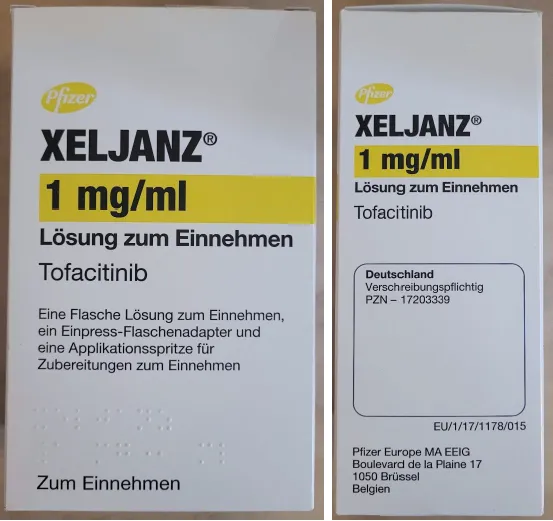 Pfizer
XELJANZ®
1 mg/ml
Lösung zum Einnehmen
Tofacitinib
Eine Flasche Lösung zum Einnehmen,
ein Einpress-Flaschenadapter und
eine Applikationsspritze für
Zubereitungen zum Einnehmen
Zum Einnehmen
Pfizer
XELJANZ®
1 mg/ml
Lösung zum Einnehmen
Tofacitinib
Deutschland
Verschreibungspflichtig
PZN – 17203339
EU/1/17/1178/015
Pfizer Europe MA EEIG
Boulevard de la Plaine 17
1050 Brüssel
Belgien